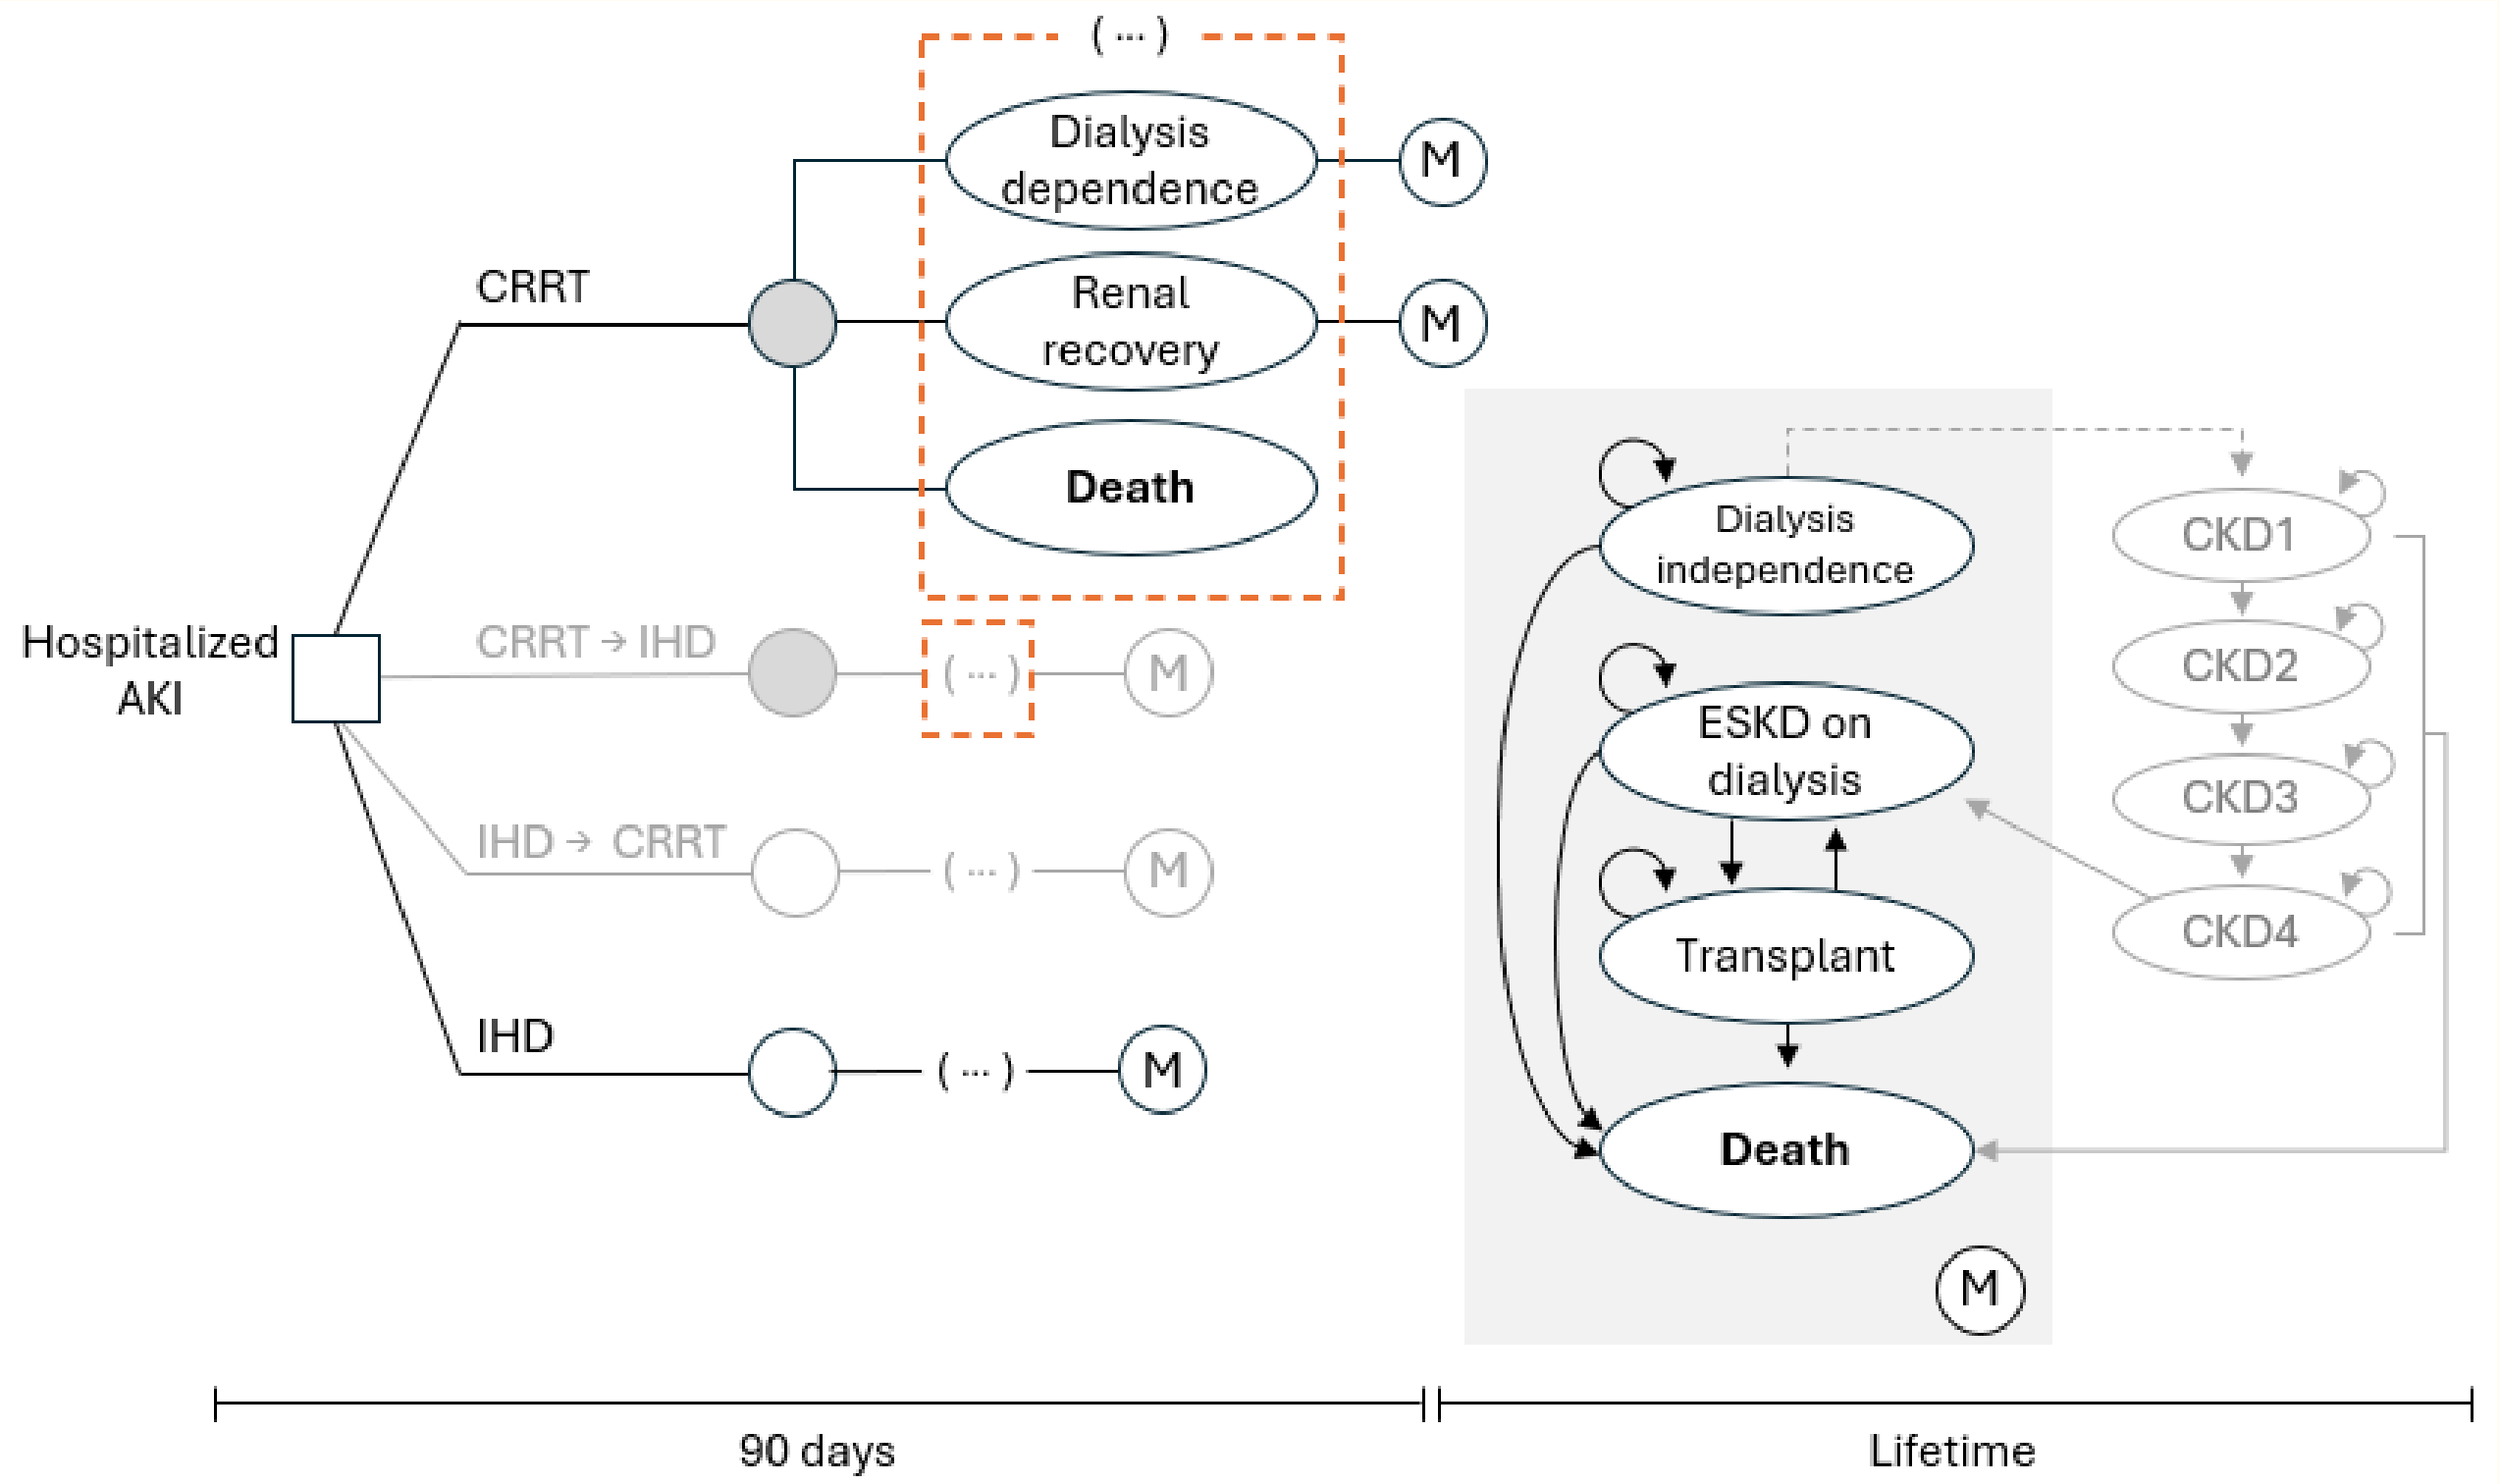 ( ... )
Dialysis
dependence
M
CRRT
Renal
recovery
M
Death
Hospitalized
AKI
CRRT → IHD
( ... )
M
IHD → CRRT
( ... )
M
IHD
( ... )
M
Dialysis
independence
ESKD on
dialysis
Transplant
Death
M
CKD1
CKD2
CKD3
CKD4
90 days
Lifetime